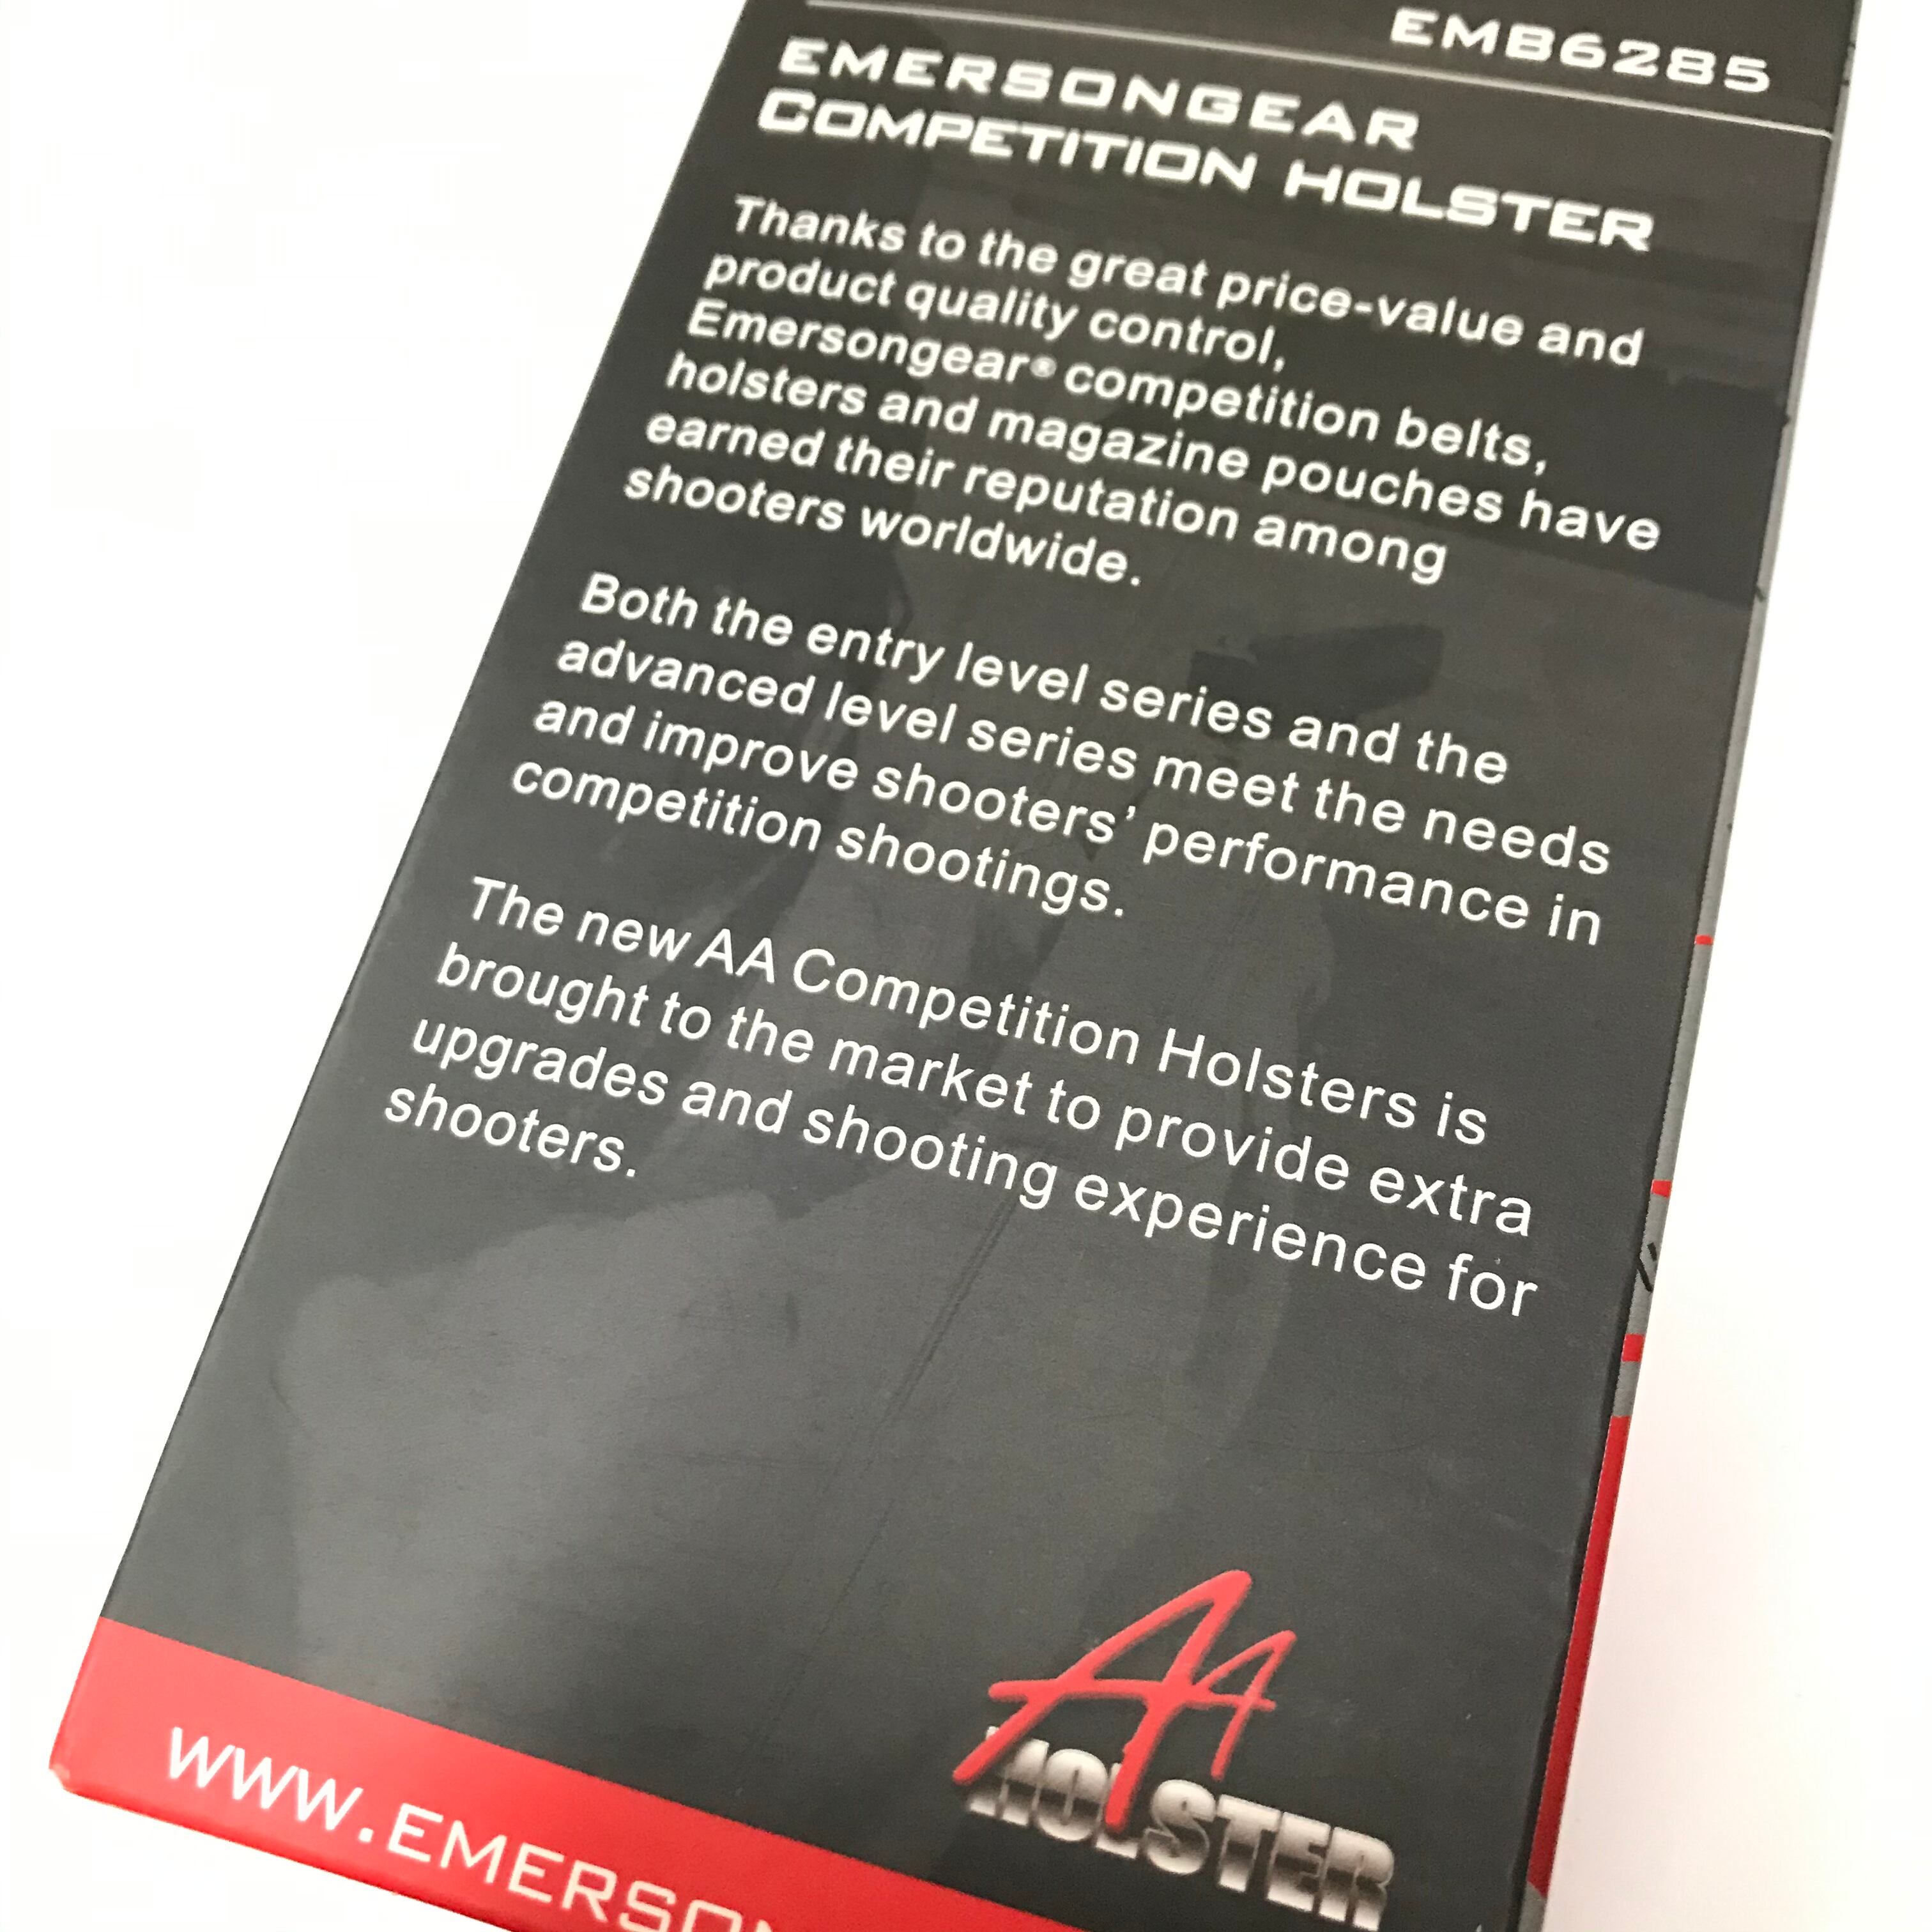 EMB6285
EMERSONGEAR
COMPETITION HOLSTER
Thanks to the great price-value and
product quality control,
Emersongear® competition belts,
holsters and magazine pouches have
earned their reputation among
shooters worldwide.
Both the entry level series and the
advanced level series meet the needs
and improve shooters' performance in
competition shootings.
The new AA Competition Holsters is
brought to the market to provide extra
upgrades and shooting experience for
shooters.
AA
HOLSTER